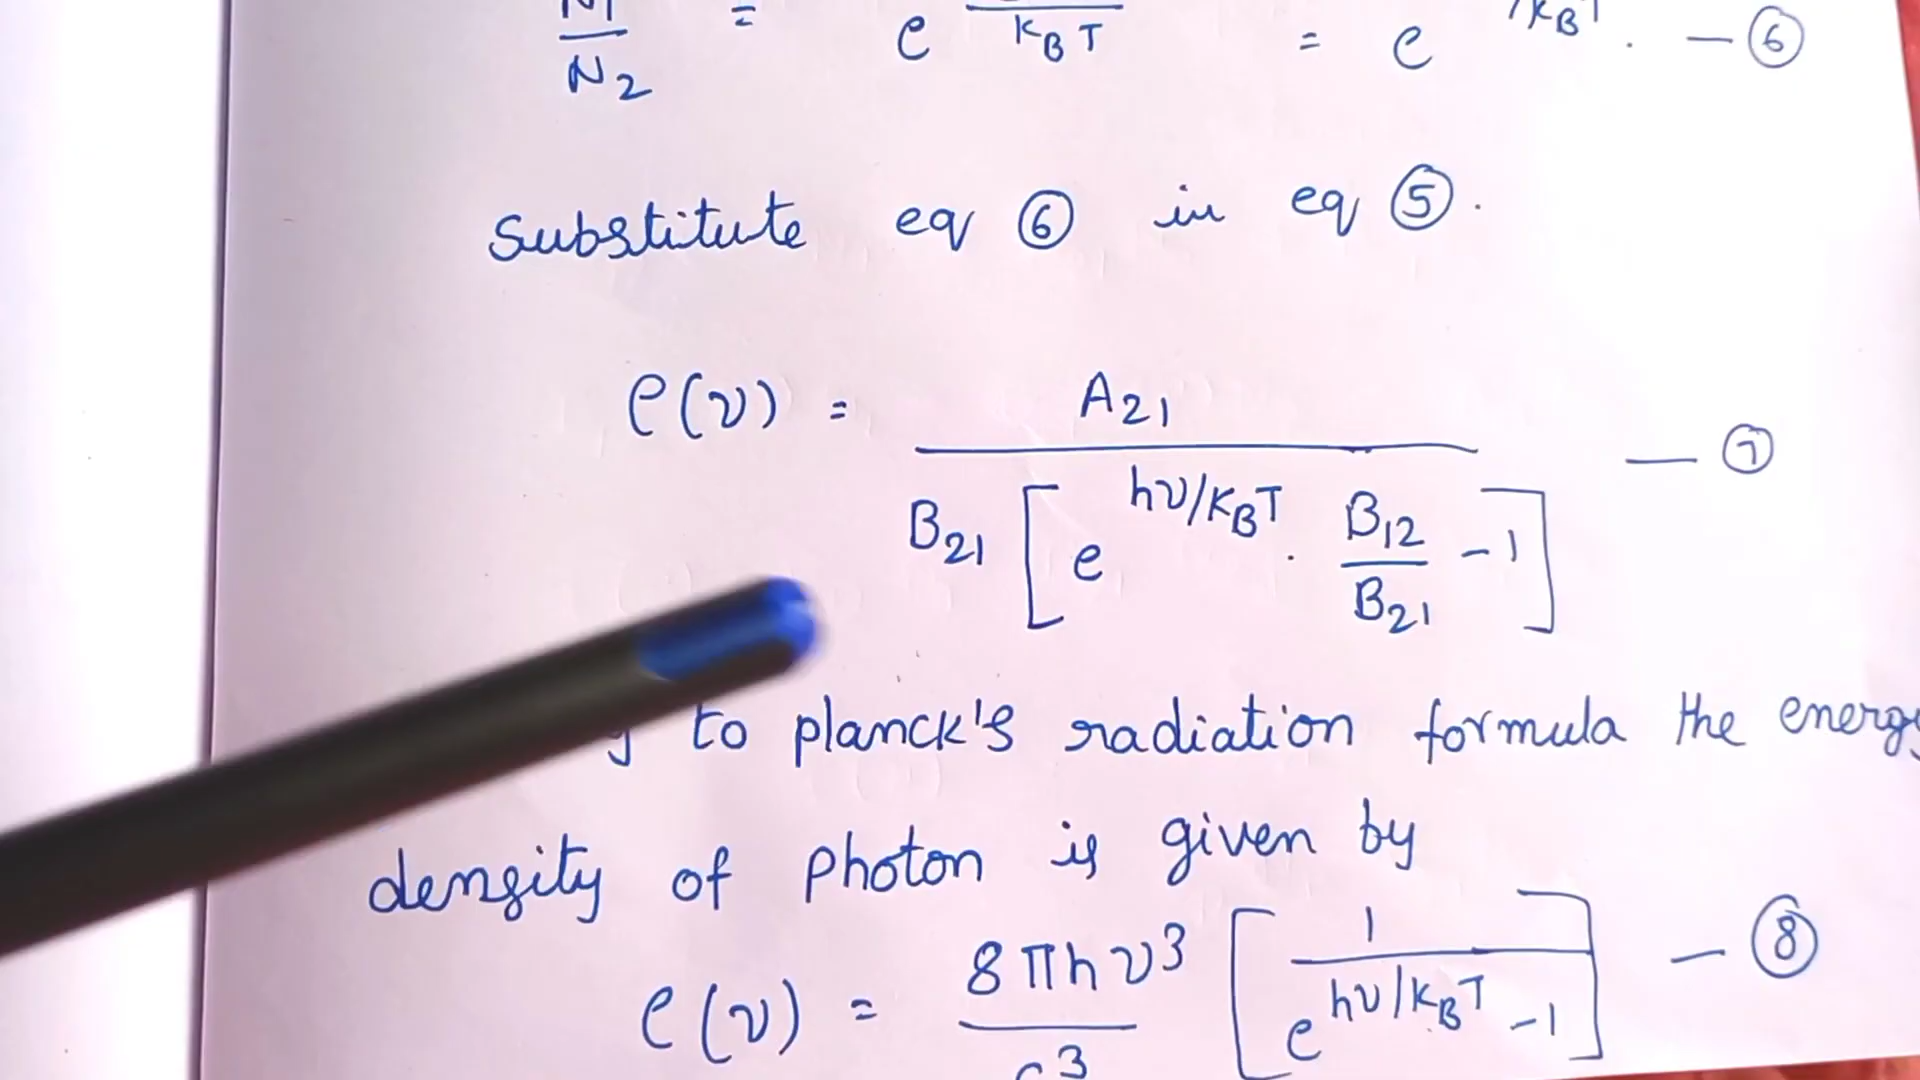 N1/N2 = e /kBT = e /kBT . — ⑥
Substitute eq ⑥ in eq ⑤.
ρ(ν) = A21 / B21 [ e^hν/kBT . B12/B21 - 1 ] — ⑦
to planck's radiation formula the energy
density of photon is given by
ρ(ν) = 8πhν³ / c³ [ 1 / e^hν/kBT - 1 ] — ⑧